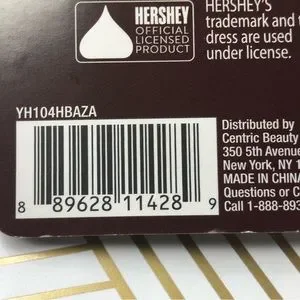 HERSHEY
OFFICIAL
LICENSED
PRODUCT
HERSHEY'S
trademark and
dress are used
under license.
YH104HBAZA
8 89628 11428 9
Distributed by
Centric Beauty
350 5th Avenue
New York, NY 1
MADE IN CHINA
Questions or C
Call 1-888-893